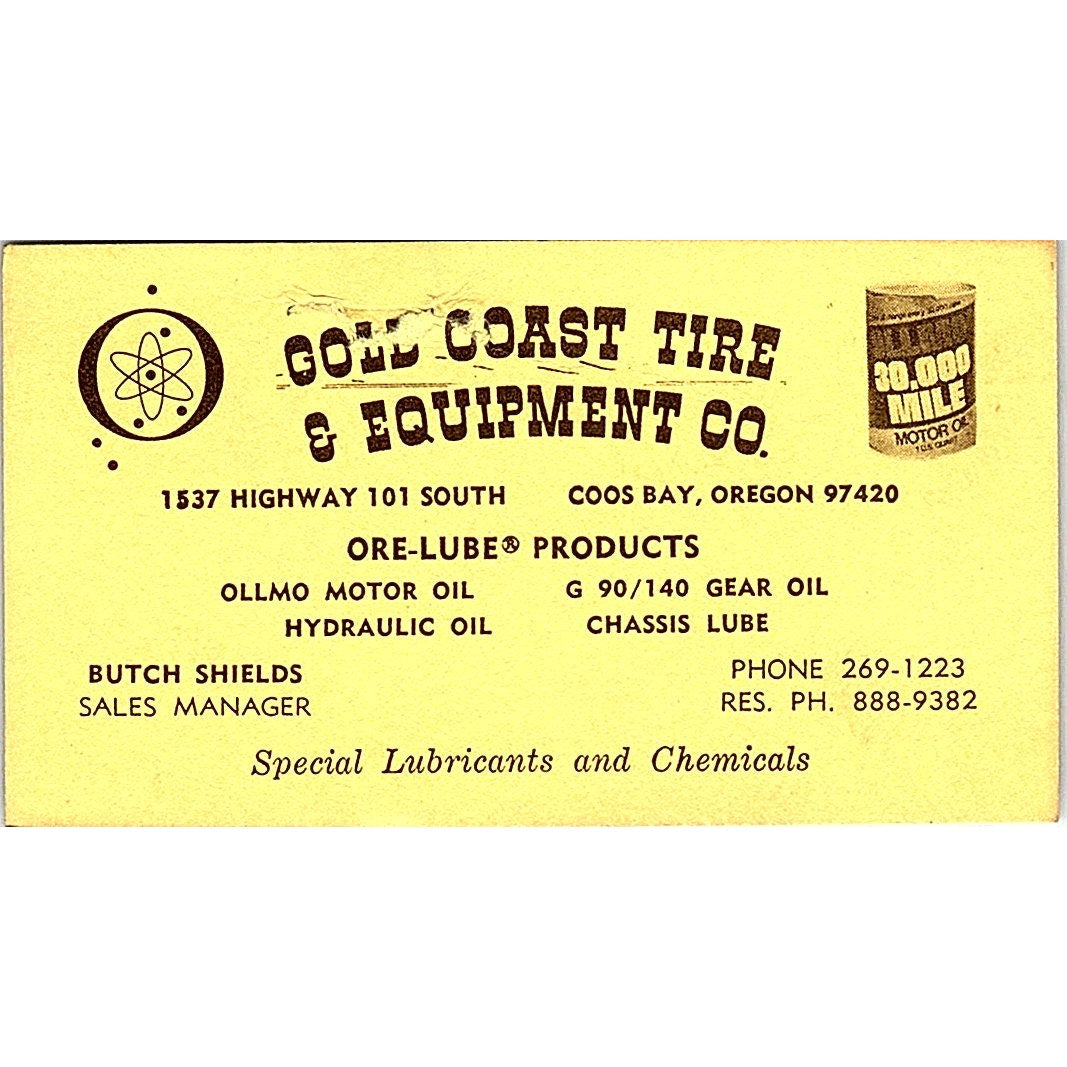 GOLD COAST TIRE
& EQUIPMENT CO.
30,000
MILE
MOTOR OIL
1 U.S. QUART
1537 HIGHWAY 101 SOUTH COOS BAY, OREGON 97420
ORE-LUBE® PRODUCTS
OLLMO MOTOR OIL G 90/140 GEAR OIL
HYDRAULIC OIL CHASSIS LUBE
BUTCH SHIELDS PHONE 269-1223
SALES MANAGER RES. PH. 888-9382
Special Lubricants and Chemicals